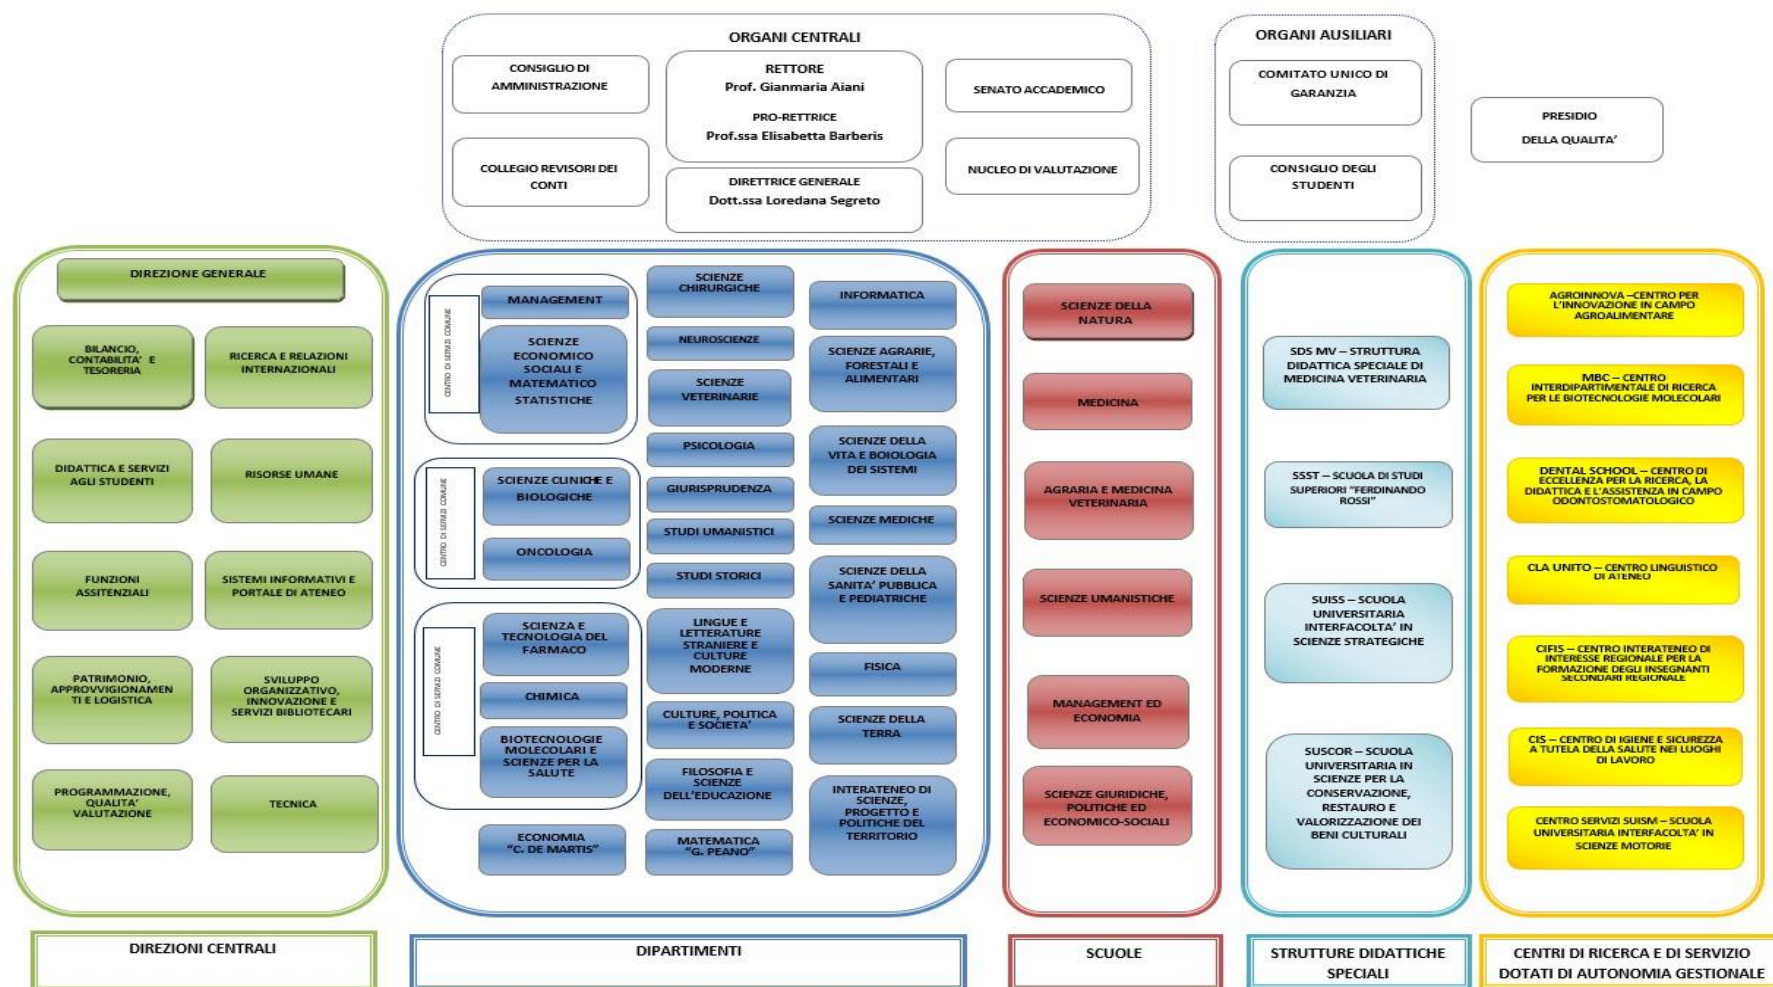 ORGANI CENTRALI
CONSIGLIO DI
AMMINISTRAZIONE
COLLEGIO REVISORI DEI
CONTI
RETTORE
Prof. Gianmaria Aiani
PRO-RETTRICE
Prof.ssa Elisabetta Barberis
DIRETTRICE GENERALE
Dott.ssa Loredana Segreto
SENATO ACCADEMICO
NUCLEO DI VALUTAZIONE
ORGANI AUSILIARI
COMITATO UNICO DI
GARANZIA
CONSIGLIO DEGLI
STUDENTI
PRESIDIO
DELLA QUALITA’
DIREZIONE GENERALE
BILANCIO,
CONTABILITA’ E
TESORERIA
RICERCA E RELAZIONI
INTERNAZIONALI
DIDATTICA E SERVIZI
AGLI STUDENTI
RISORSE UMANE
FUNZIONI
ASSITENZIALI
SISTEMI INFORMATIVI E
PORTALE DI ATENEO
PATRIMONIO,
APPROVVIGIONAMEN
TI E LOGISTICA
SVILUPPO
ORGANIZZATIVO,
INNOVAZIONE E
SERVIZI BIBLIOTECARI
PROGRAMMAZIONE,
QUALITA’
VALUTAZIONE
TECNICA
DIREZIONI CENTRALI
CENTRO DI SERVIZI COMUNE
MANAGEMENT
SCIENZE
ECONOMICO
SOCIALI E
MATEMATICO
STATISTICHE
CENTRO DI SERVIZI COMUNE
SCIENZE CLINICHE E
BIOLOGICHE
ONCOLOGIA
CENTRO DI SERVIZI COMUNE
SCIENZA E
TECNOLOGIA DEL
FARMACO
CHIMICA
BIOTECNOLOGIE
MOLECOLARI E
SCIENZE PER LA
SALUTE
ECONOMIA
“C. DE MARTIS”
SCIENZE
CHIRURGICHE
NEUROSCIENZE
SCIENZE
VETERINARIE
PSICOLOGIA
GIURISPRUDENZA
STUDI UMANISTICI
STUDI STORICI
LINGUE E
LETTERATURE
STRANIERE E
CULTURE
MODERNE
CULTURE, POLITICA
E SOCIETA’
FILOSOFIA E
SCIENZE
DELL’EDUCAZIONE
MATEMATICA
“G. PEANO”
INFORMATICA
SCIENZE AGRARIE,
FORESTALI E
ALIMENTARI
SCIENZE DELLA
VITA E BOIOLOGIA
DEI SISTEMI
SCIENZE MEDICHE
SCIENZE DELLA
SANITA’ PUBBLICA
E PEDIATRICHE
FISICA
SCIENZE DELLA
TERRA
INTERATENEO DI
SCIENZE,
PROGETTO E
POLITICHE DEL
TERRITORIO
DIPARTIMENTI
SCIENZE DELLA
NATURA
MEDICINA
AGRARIA E MEDICINA
VETERINARIA
SCIENZE UMANISTICHE
MANAGEMENT ED
ECONOMIA
SCIENZE GIURIDICHE,
POLITICHE ED
ECONOMICO-SOCIALI
SCUOLE
SDS MV – STRUTTURA
DIDATTICA SPECIALE DI
MEDICINA VETERINARIA
SSST – SCUOLA DI STUDI
SUPERIORI “FERDINANDO
ROSSI”
SUISS – SCUOLA
UNIVERSITARIA
INTERFACOLTA’ IN
SCIENZE STRATEGICHE
SUSCOR – SCUOLA
UNIVERSITARIA IN
SCIENZE PER LA
CONSERVAZIONE,
RESTAURO E
VALORIZZAZIONE DEI
BENI CULTURALI
STRUTTURE DIDATTICHE
SPECIALI
AGROINNOVA –CENTRO PER
L’INNOVAZIONE IN CAMPO
AGROALIMENTARE
MBC – CENTRO
INTERDIPARTIMENTALE DI RICERCA
PER LE BIOTECNOLOGIE MOLECOLARI
DENTAL SCHOOL – CENTRO DI
ECCELLENZA PER LA RICERCA, LA
DIDATTICA E L’ASSISTENZA IN CAMPO
ODONTOSTOMATOLOGICO
CLA UNITO – CENTRO LINGUISTICO
DI ATENEO
CIFIS – CENTRO INTERATENEO DI
INTERESSE REGIONALE PER LA
FORMAZIONE DEGLI INSEGNANTI
SECONDARI REGIONALE
CIS – CENTRO DI IGIENE E SICUREZZA
A TUTELA DELLA SALUTE NEI LUOGHI
DI LAVORO
CENTRO SERVIZI SUISM – SCUOLA
UNIVERSITARIA INTERFACOLTA’ IN
SCIENZE MOTORIE
CENTRI DI RICERCA E DI SERVIZIO
DOTATI DI AUTONOMIA GESTIONALE